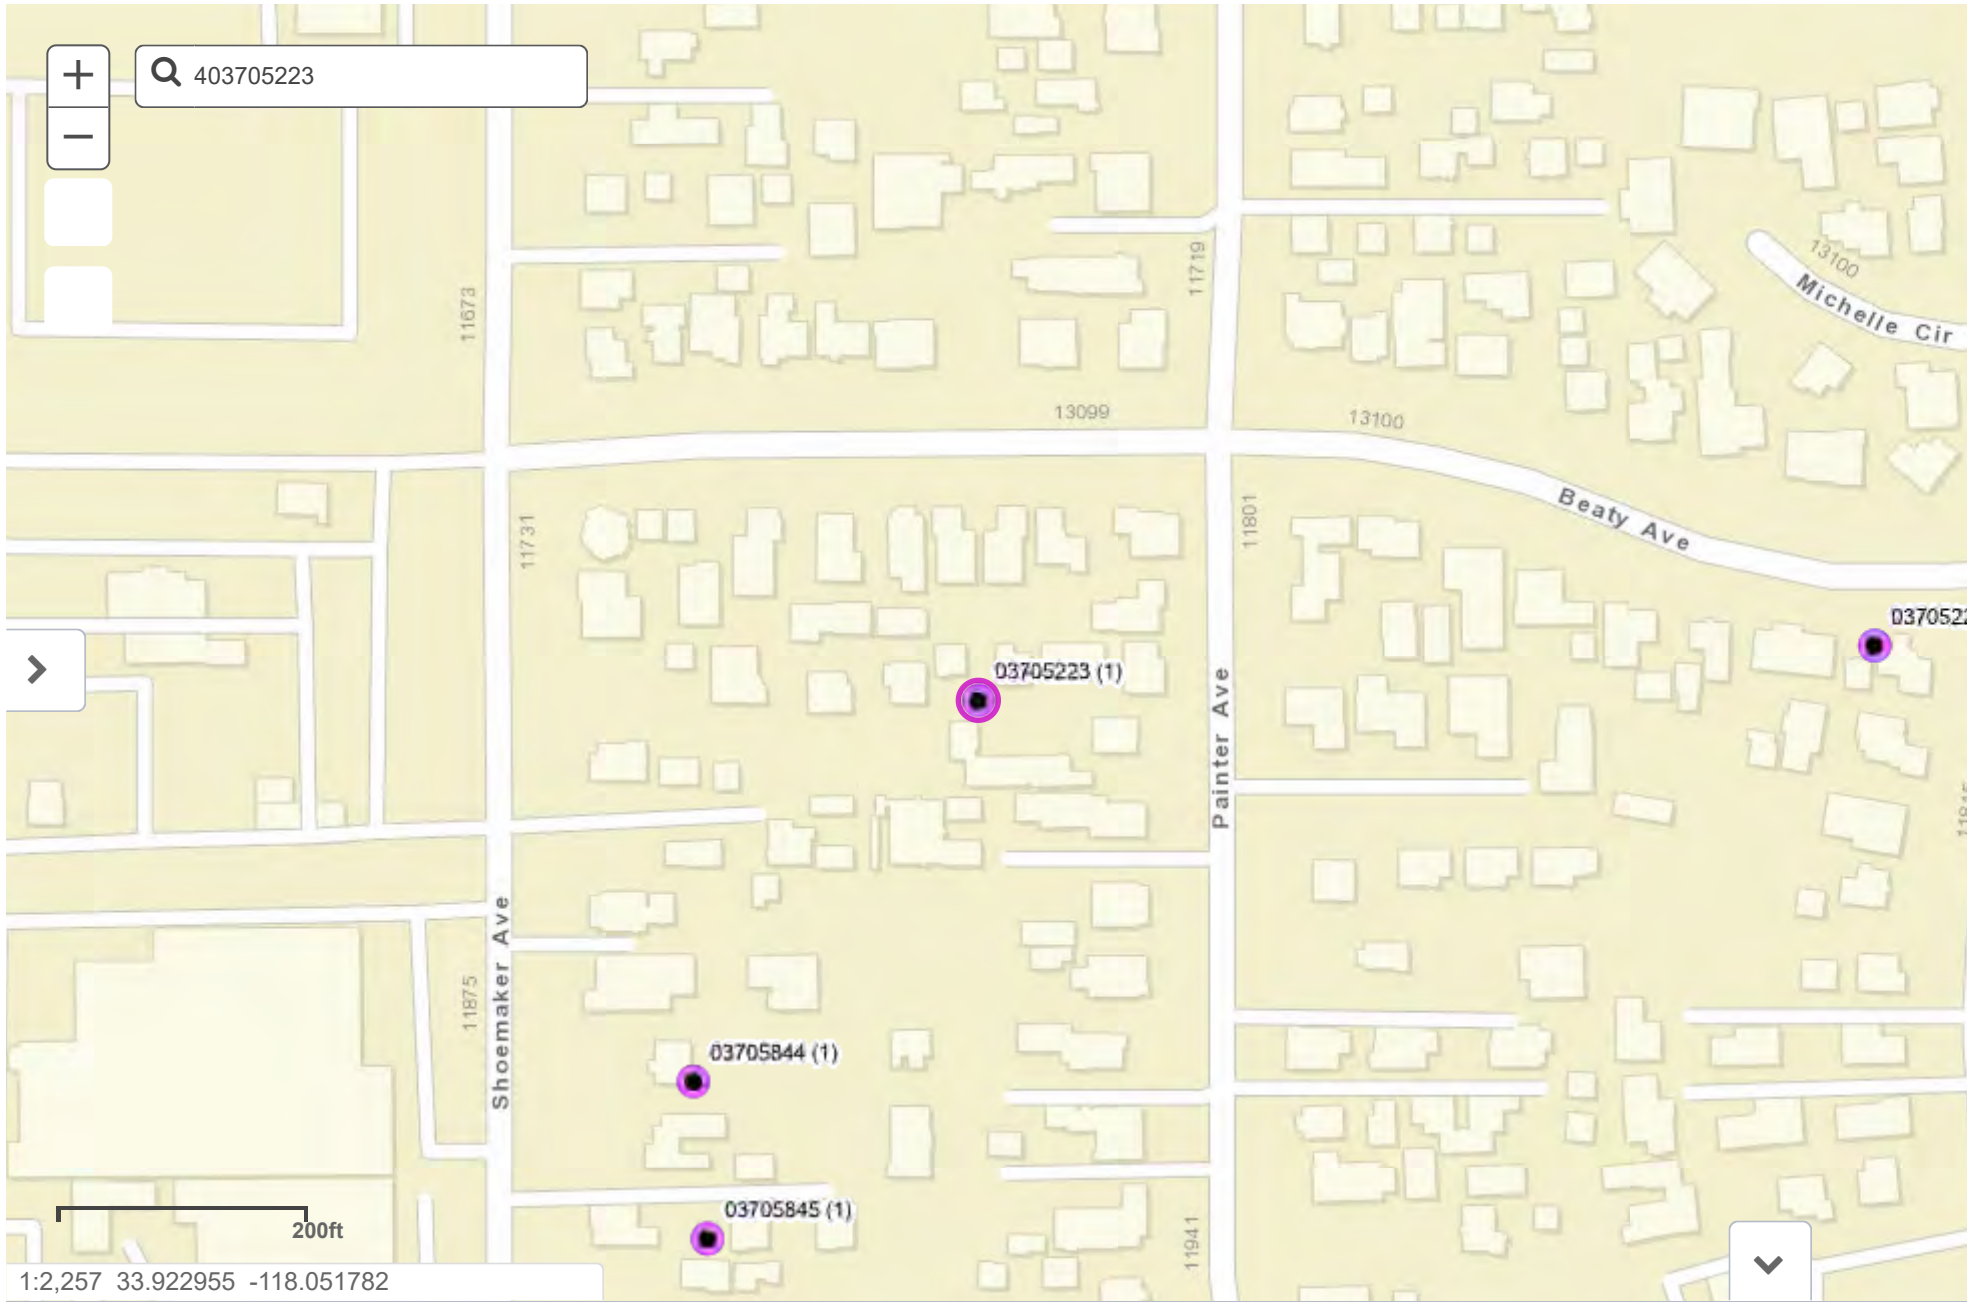 +
403705223
−
11719
13100
Michelle Cir
11673
13099
13100
11731
11801
Beaty Ave
03705223 (1)
Painter Ave
Shoemaker Ave
11875
03705844 (1)
03705845 (1)
11941
200ft
1:2,257 33.922955 -118.051782